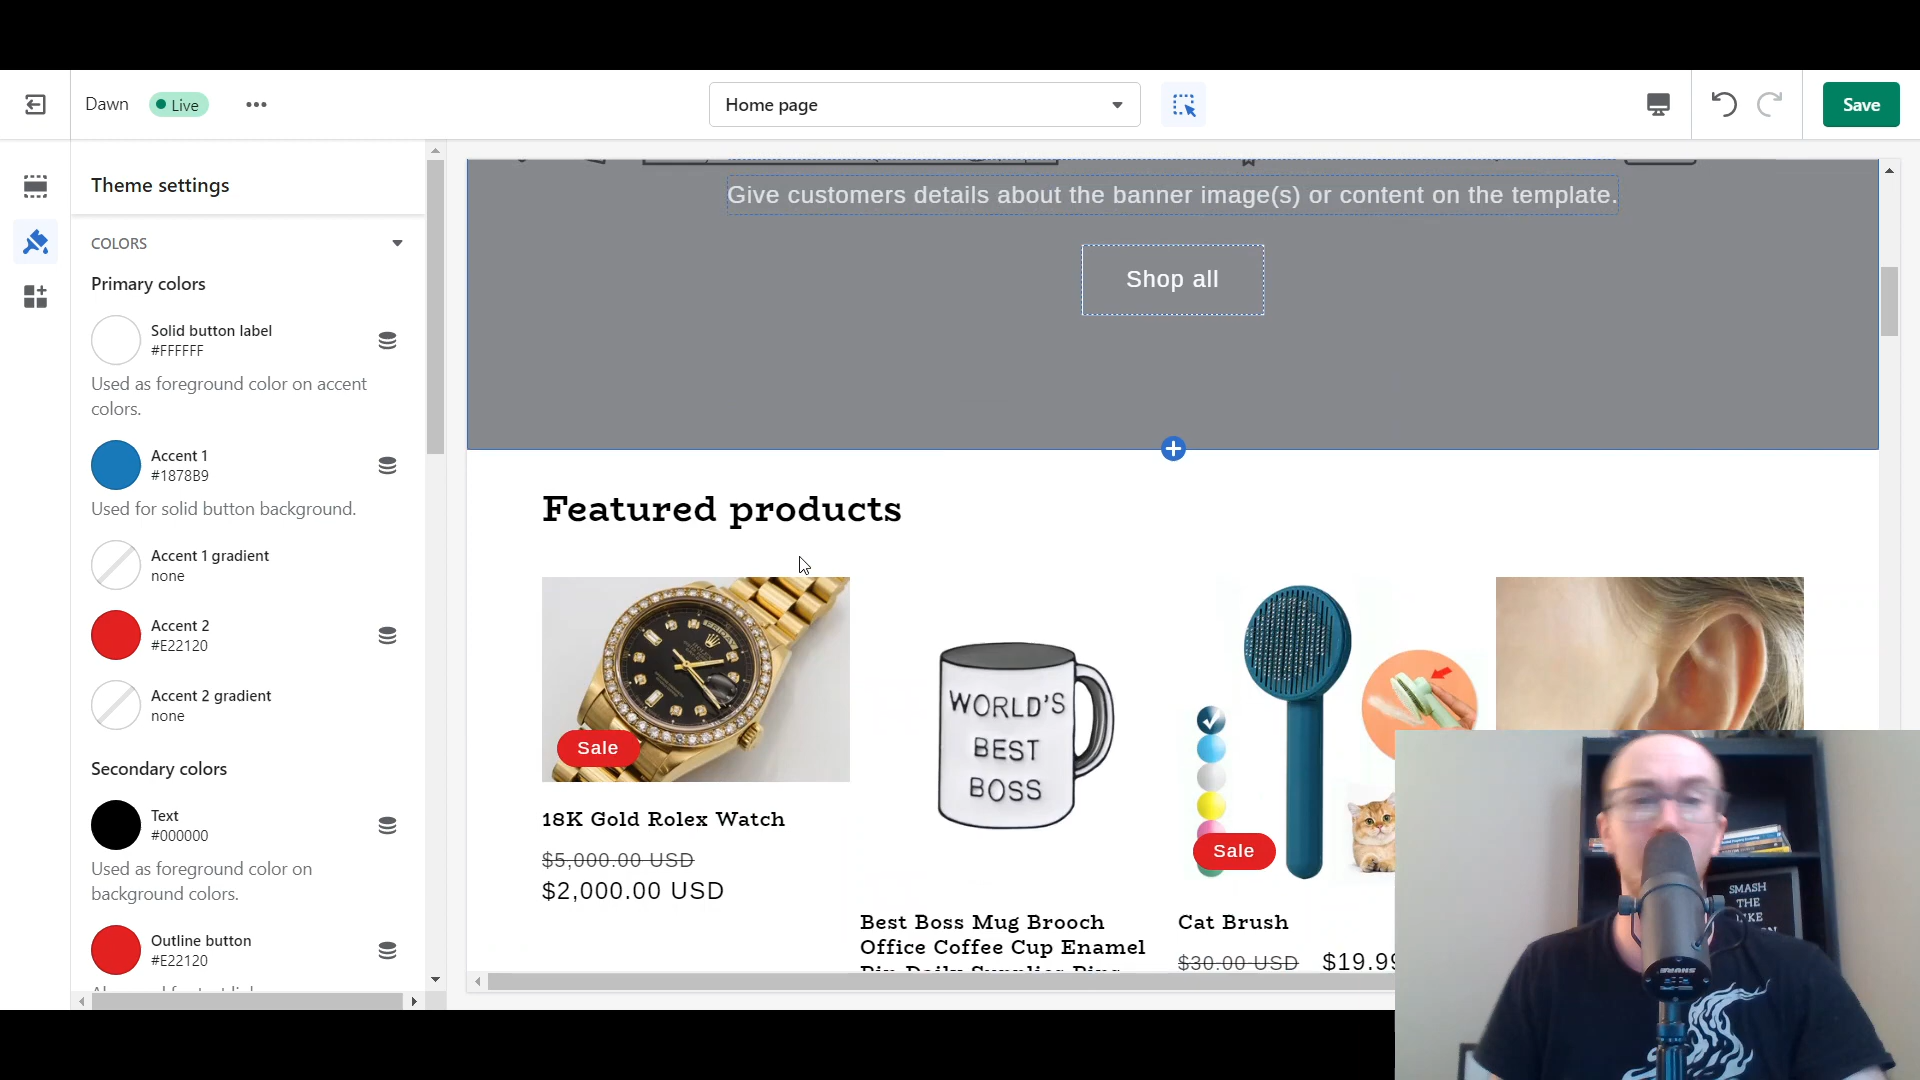 Dawn
Live
Home page
Save
Theme settings
COLORS
Primary colors
Solid button label
#FFFFFF
Used as foreground color on accent
colors.
Accent 1
#1878B9
Used for solid button background.
Accent 1 gradient
none
Accent 2
#E22120
Accent 2 gradient
none
Secondary colors
Text
#000000
Used as foreground color on
background colors.
Outline button
#E22120
Give customers details about the banner image(s) or content on the template.
Shop all
Featured products
Sale
18K Gold Rolex Watch
$5,000.00 USD
$2,000.00 USD
WORLD'S
BEST
BOSS
Best Boss Mug Brooch
Office Coffee Cup Enamel
Sale
Cat Brush
$30.00 USD $19.99
SMASH
THE